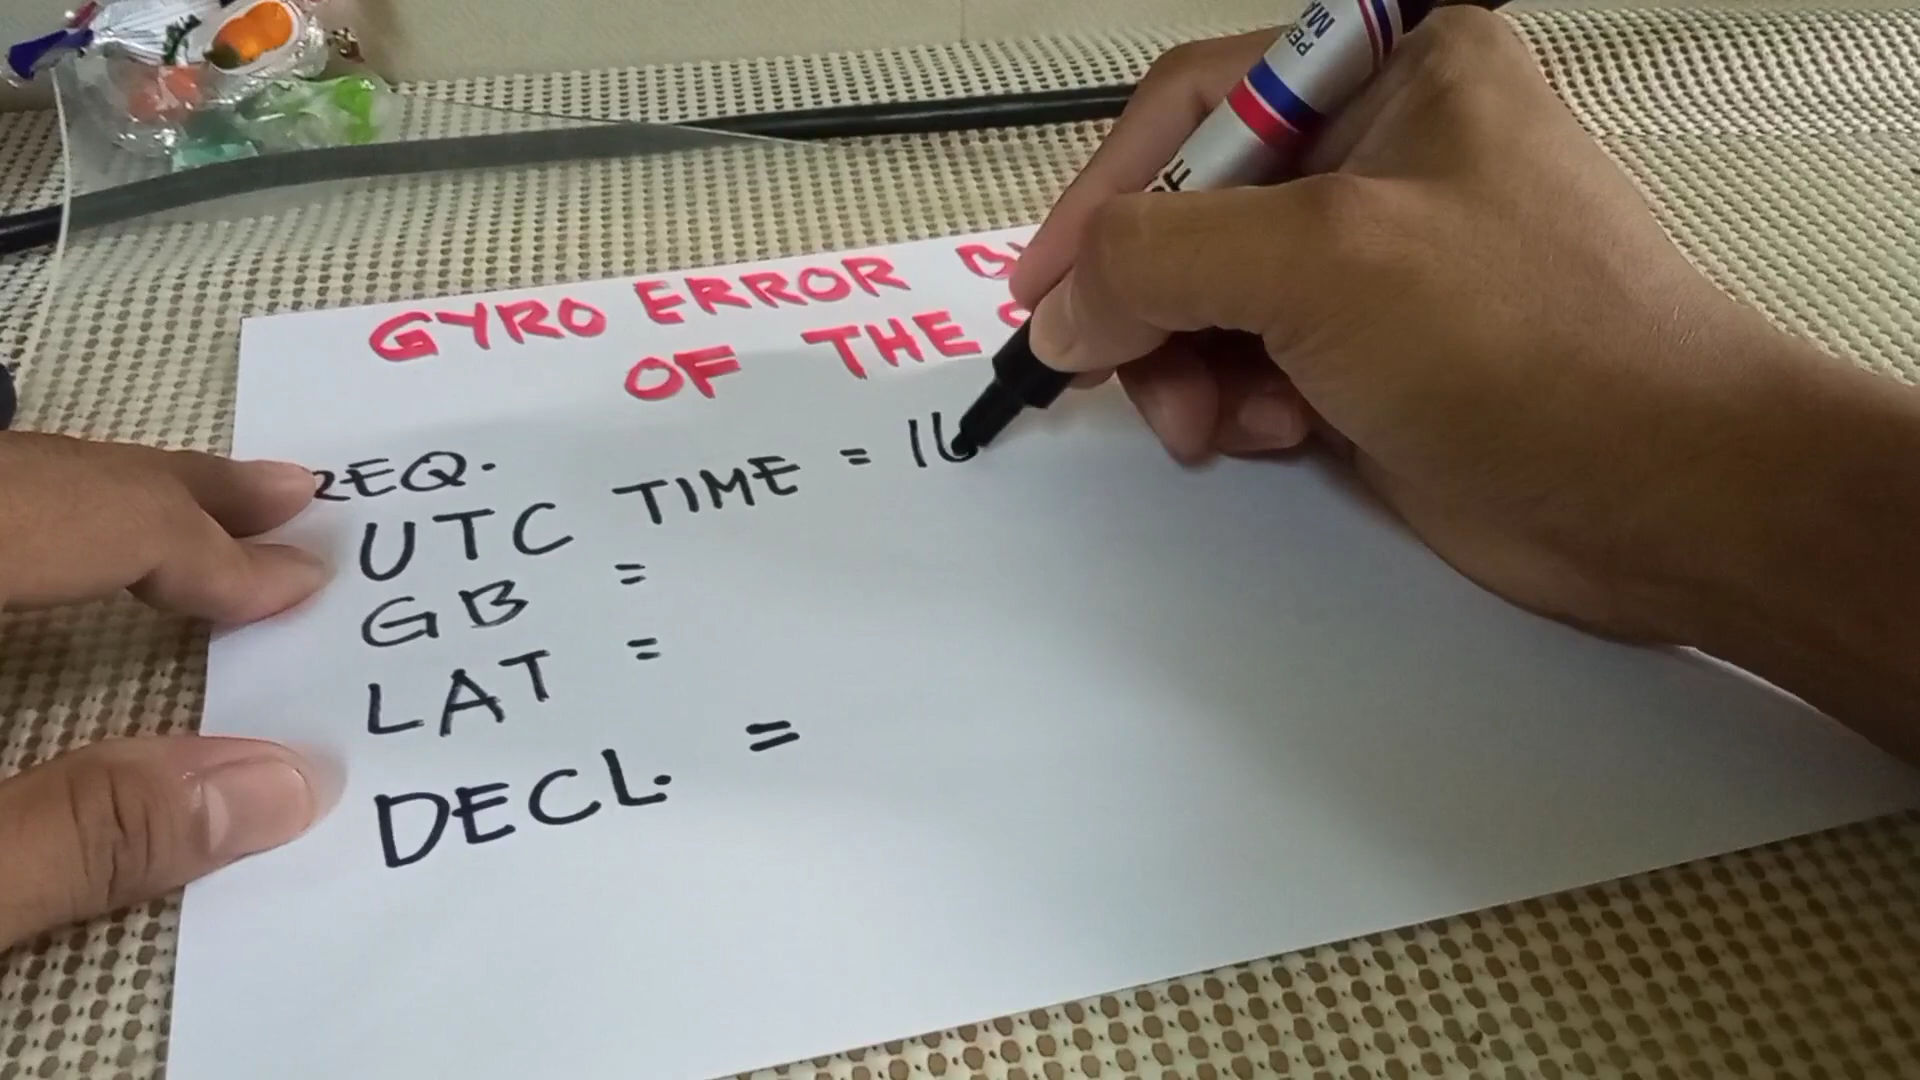 GYRO ERROR
OF THE
REQ.
UTC TIME = 16
GB =
LAT =
DECL. =